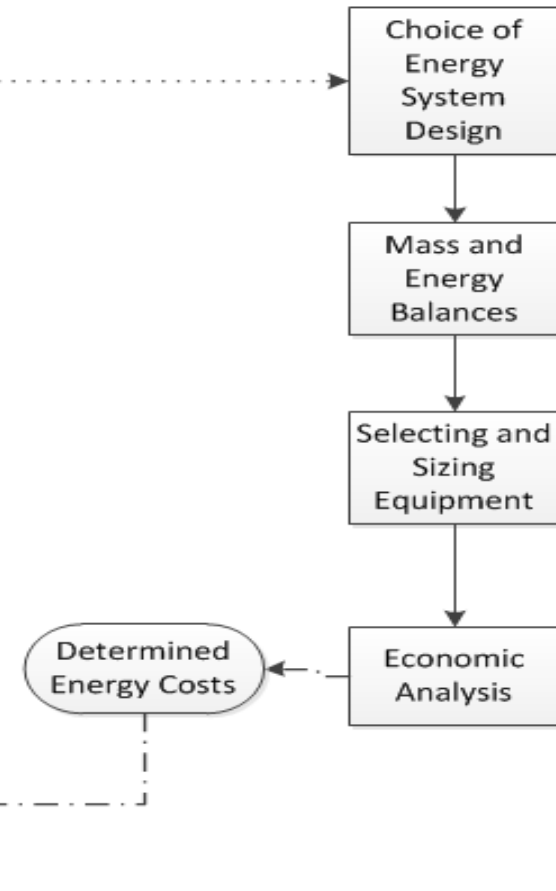 Choice of
Energy
System
Design
Mass and
Energy
Balances
Selecting and
Sizing
Equipment
Determined
Energy Costs
Economic
Analysis